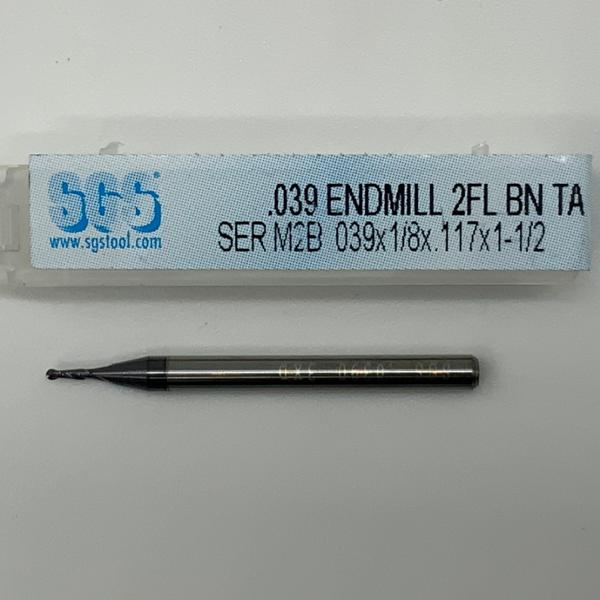 SGS
www.sgstool.com
.039 ENDMILL 2FL BN TA
SER M2B 039x1/8x.117x1-1/2